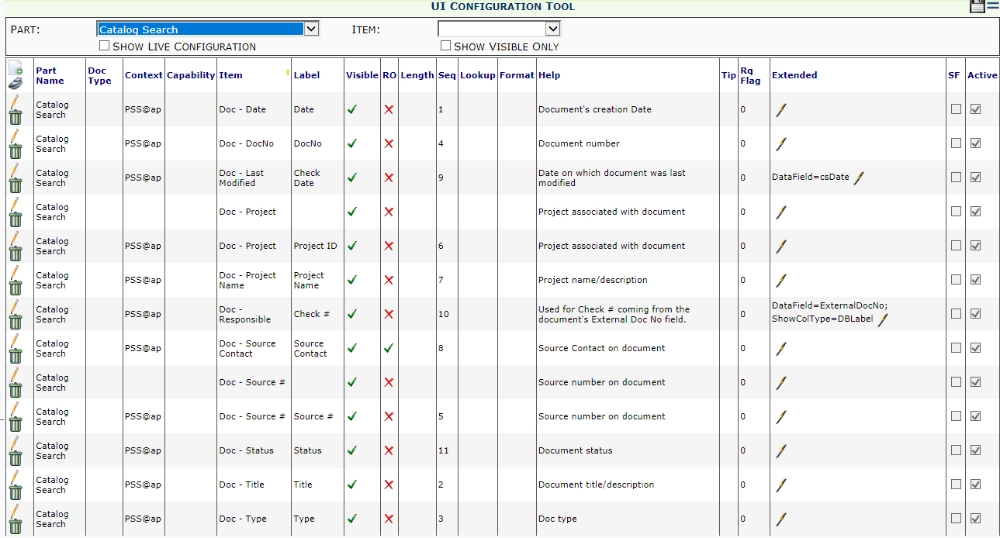 UI CONFIGURATION TOOL
PART: Catalog Search ITEM:
SHOW LIVE CONFIGURATION SHOW VISIBLE ONLY
Part Name Doc Type Context Capability Item Label Visible RO Length Seq Lookup Format Help Tip Rq Flag Extended SF Active
Catalog Search PSS@ap Doc - Date Date 1 Document's creation Date 0
Catalog Search PSS@ap Doc - DocNo DocNo 4 Document number 0
Catalog Search PSS@ap Doc - Last Modified Check Date 9 Date on which document was last modified 0 DataField=csDate
Catalog Search Doc - Project Project associated with document 0
Catalog Search PSS@ap Doc - Project Project ID 6 Project associated with document 0
Catalog Search PSS@ap Doc - Project Name Project Name 7 Project name/description 0
Catalog Search PSS@ap Doc - Responsible Check # 10 Used for Check # coming from the document's External Doc No field. 0 DataField=ExternalDocNo; ShowColType=DBLabel
Catalog Search PSS@ap Doc - Source Contact Source Contact 8 Source Contact on document 0
Catalog Search Doc - Source # Source number on document 0
Catalog Search PSS@ap Doc - Source # Source # 5 Source number on document 0
Catalog Search PSS@ap Doc - Status Status 11 Document status 0
Catalog Search PSS@ap Doc - Title Title 2 Document title/description 0
Catalog Search PSS@ap Doc - Type Type 3 Doc type 0